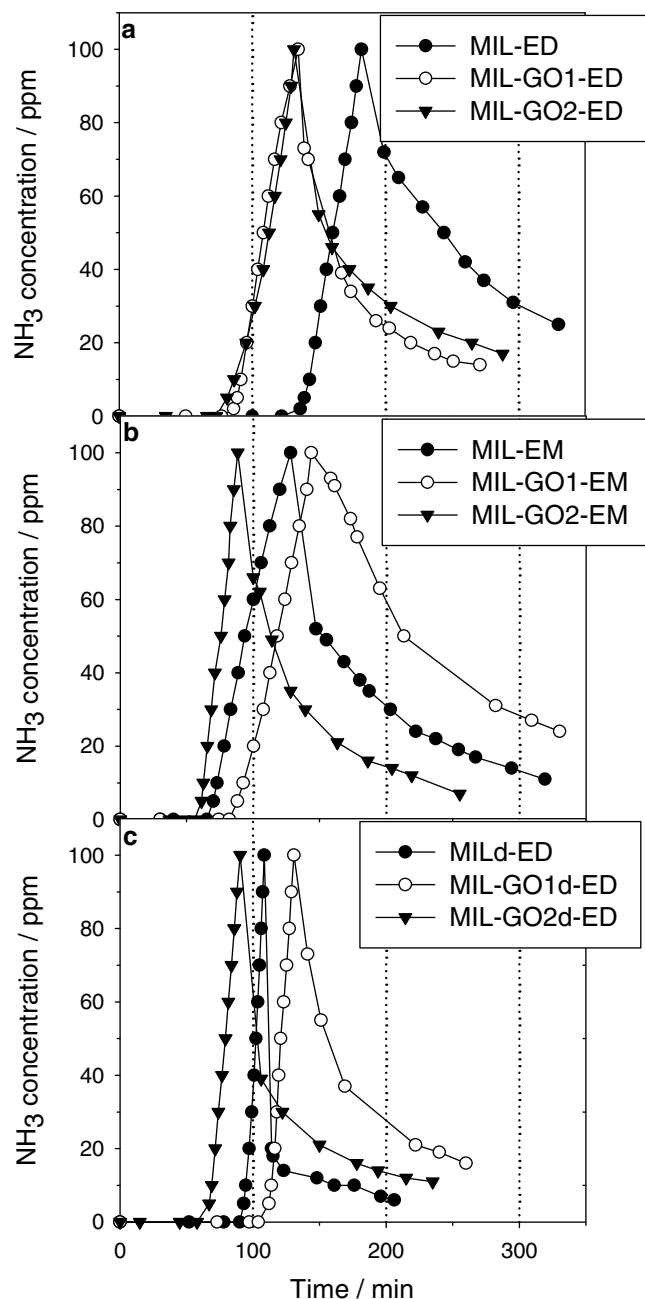 a
MIL-ED
MIL-GO1-ED
MIL-GO2-ED
NH3 concentration / ppm
100
80
60
40
20
0
b
MIL-EM
MIL-GO1-EM
MIL-GO2-EM
NH3 concentration / ppm
100
80
60
40
20
0
c
MILd-ED
MIL-GO1d-ED
MIL-GO2d-ED
NH3 concentration / ppm
100
80
60
40
20
0
0 100 200 300
Time / min